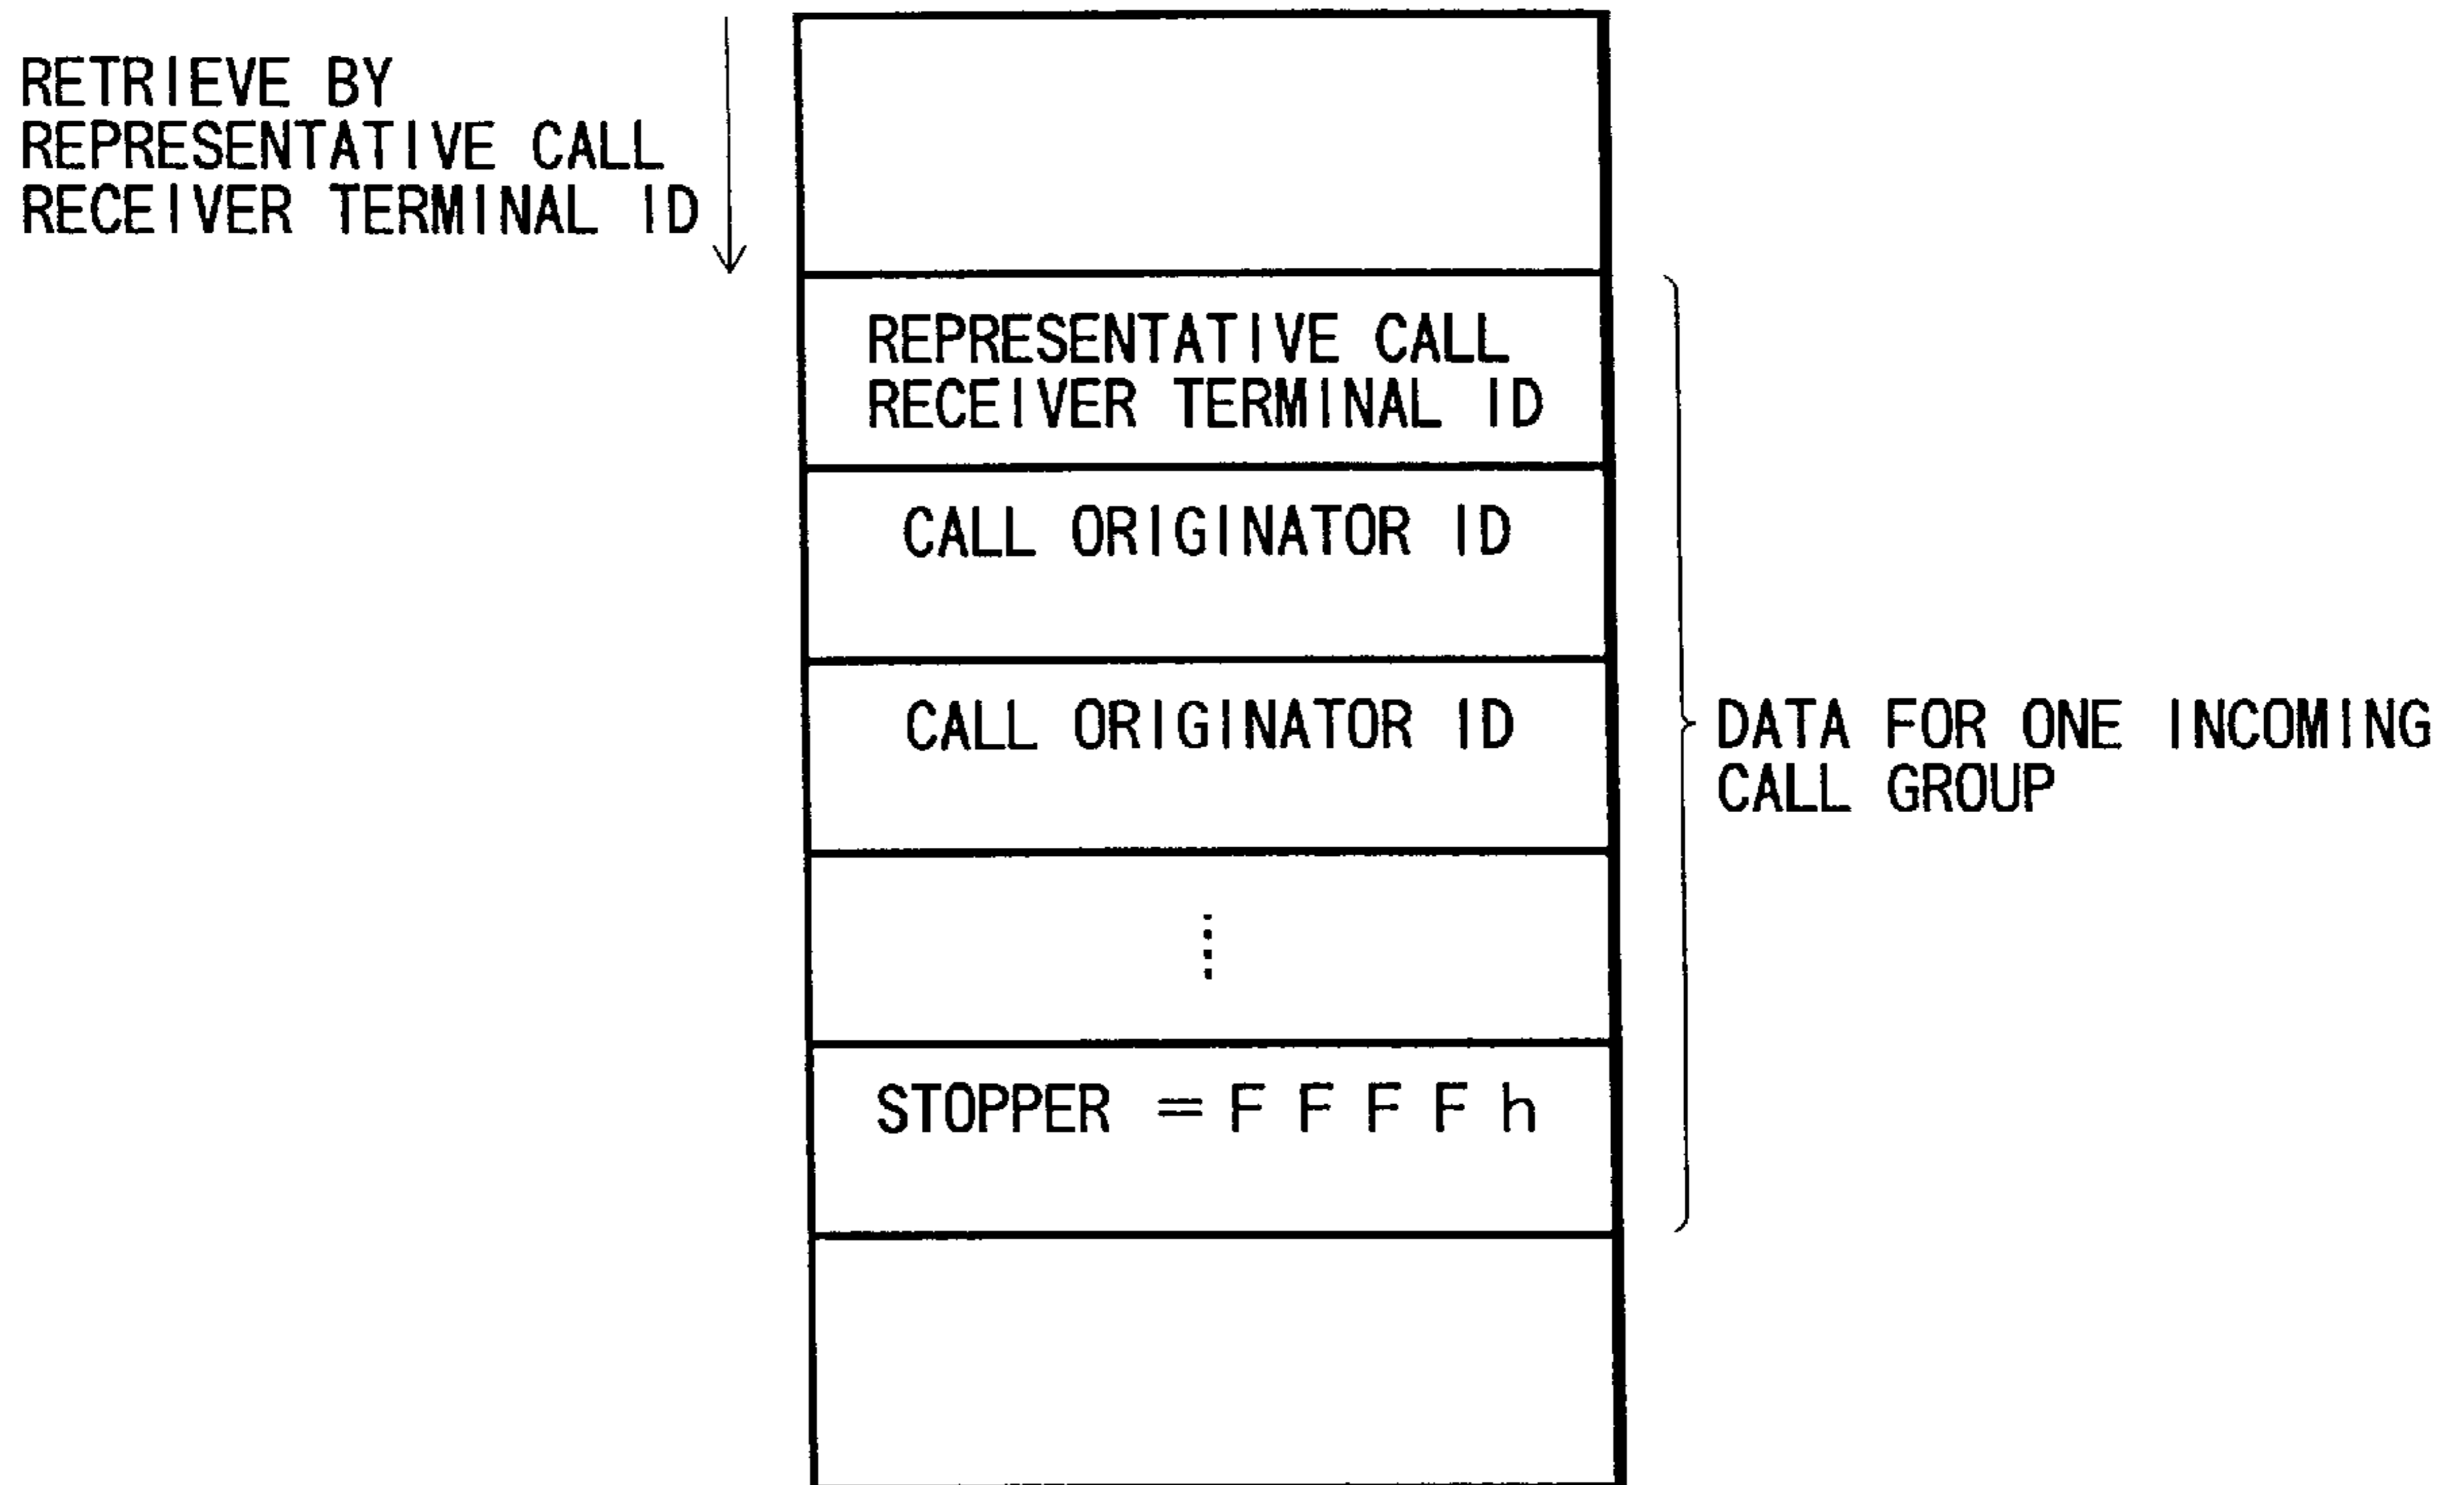 RETRIEVE BY
REPRESENTATIVE CALL
RECEIVER TERMINAL ID
REPRESENTATIVE CALL
RECEIVER TERMINAL ID
CALL ORIGINATOR ID
CALL ORIGINATOR ID
⋮
STOPPER = F F F F h
DATA FOR ONE INCOMING
CALL GROUP